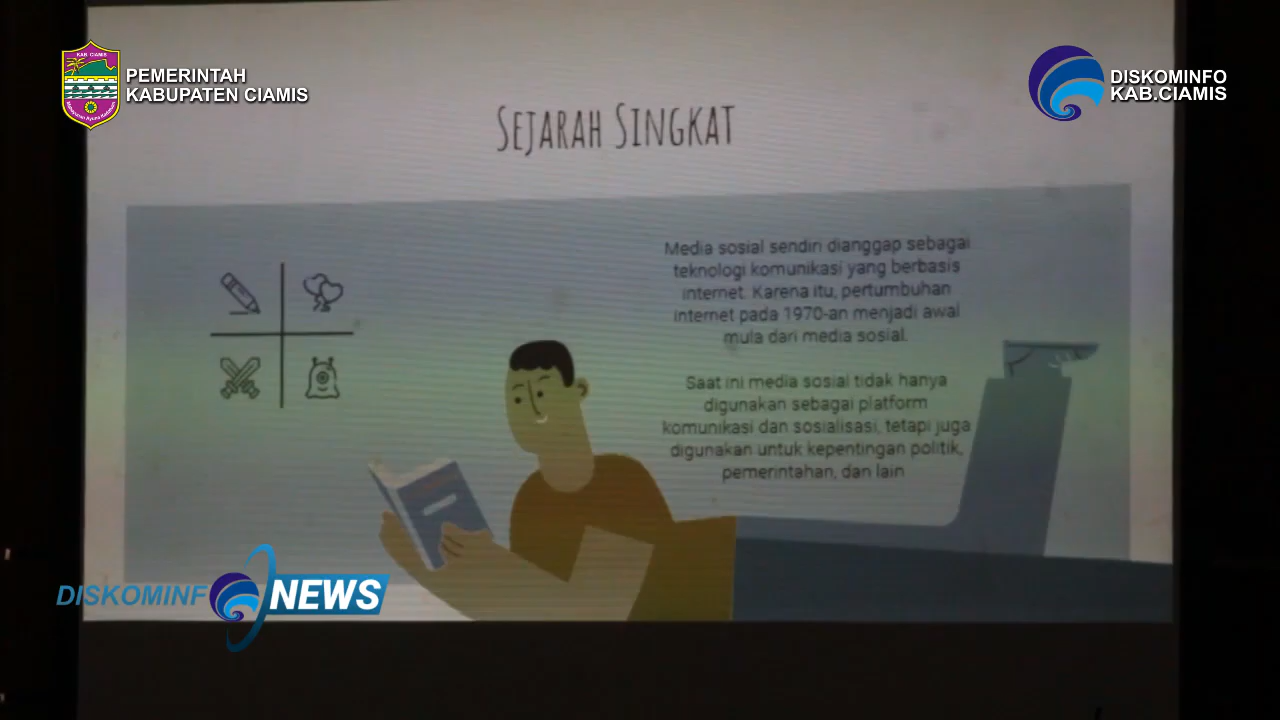 KAB. CIAMIS
PEMERINTAH
KABUPATEN CIAMIS
DISKOMINFO
KAB.CIAMIS
SEJARAH SINGKAT
Media sosial sendiri dianggap sebagai
teknologi komunikasi yang berbasis
internet. Karena itu, pertumbuhan
internet pada 1970-an menjadi awal
mula dari media sosial.
Saat ini media sosial tidak hanya
digunakan sebagai platform
komunikasi dan sosialisasi, tetapi juga
digunakan untuk kepentingan politik,
pemerintahan, dan lain
DISKOMINF NEWS